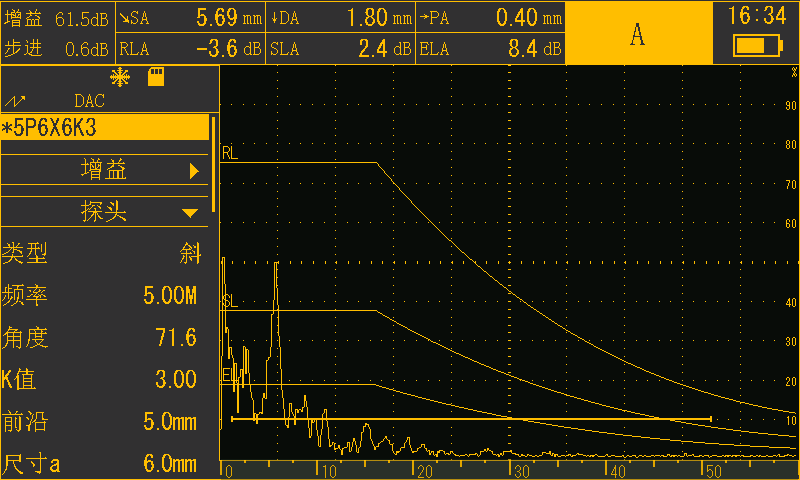 增益 61.5dB ↘SA 5.69 mm ↓DA 1.80 mm →PA 0.40 mm A 16:34
步进 0.6dB RLA -3.6 dB SLA 2.4 dB ELA 8.4 dB
DAC
*5P6X6K3
增益
探头
类型 斜
频率 5.00M
角度 71.6
K值 3.00
前沿 5.0mm
尺寸a 6.0mm
%
90
80
RL
70
60
SL
40
30
EL
20
10
0 10 20 30 40 50